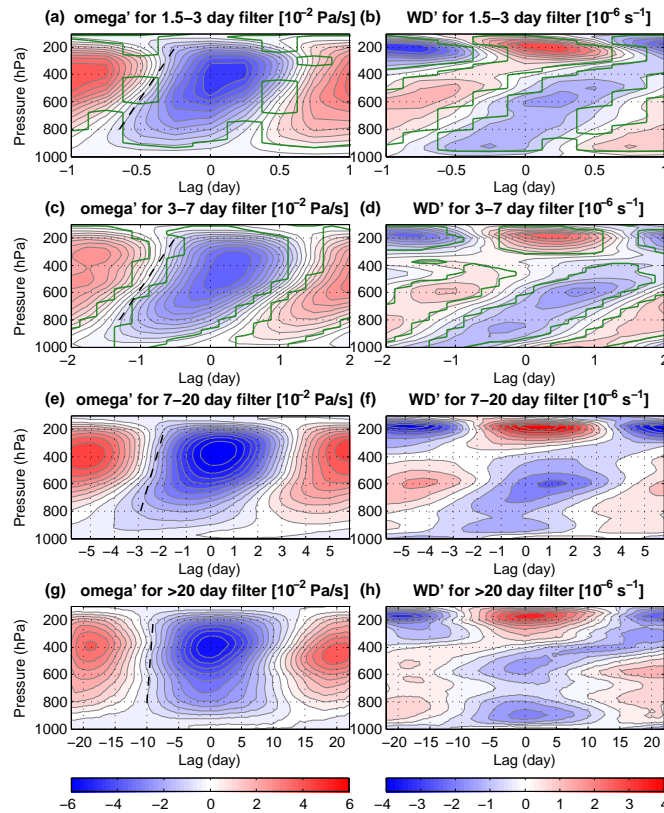 (a) omega' for 1.5–3 day filter [10⁻² Pa/s]
(b) WD' for 1.5–3 day filter [10⁻⁶ s⁻¹]
Pressure (hPa)
200
400
600
800
1000
−1 −0.5 0 0.5 1
Lag (day)
−1 −0.5 0 0.5 1
Lag (day)
(c) omega' for 3–7 day filter [10⁻² Pa/s]
(d) WD' for 3–7 day filter [10⁻⁶ s⁻¹]
Pressure (hPa)
200
400
600
800
1000
−2 −1 0 1 2
Lag (day)
−2 −1 0 1 2
Lag (day)
(e) omega' for 7–20 day filter [10⁻² Pa/s]
(f) WD' for 7–20 day filter [10⁻⁶ s⁻¹]
Pressure (hPa)
200
400
600
800
1000
−5 −4 −3 −2 −1 0 1 2 3 4 5
Lag (day)
−5 −4 −3 −2 −1 0 1 2 3 4 5
Lag (day)
(g) omega' for >20 day filter [10⁻² Pa/s]
(h) WD' for >20 day filter [10⁻⁶ s⁻¹]
Pressure (hPa)
200
400
600
800
1000
−20 −15 −10 −5 0 5 10 15 20
Lag (day)
−20 −15 −10 −5 0 5 10 15 20
Lag (day)
−6 −4 −2 0 2 4 6
−4 −3 −2 −1 0 1 2 3 4